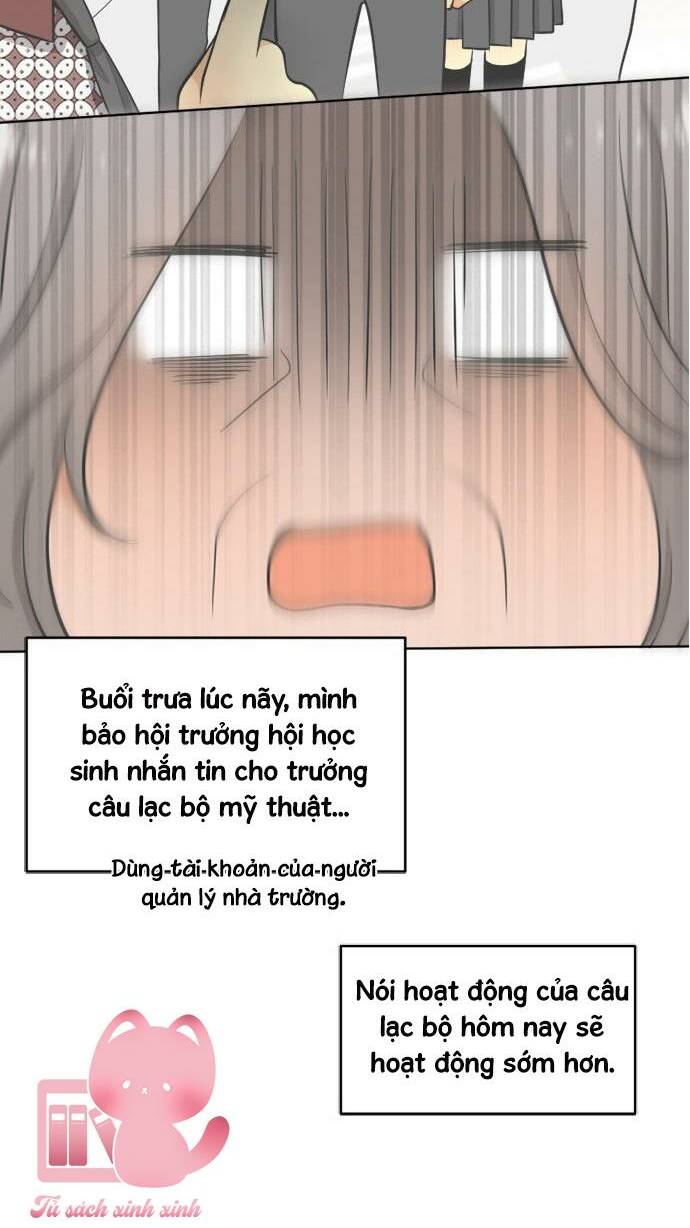 Buổi trưa lúc nãy, mình
bảo hội trưởng hội học
sinh nhắn tin cho trưởng
câu lạc bộ mỹ thuật...
Dùng tài khoản của người
quản lý nhà trường.
Nói hoạt động của câu
lạc bộ hôm nay sẽ
hoạt động sớm hơn.
Tủ sách xinh xinh